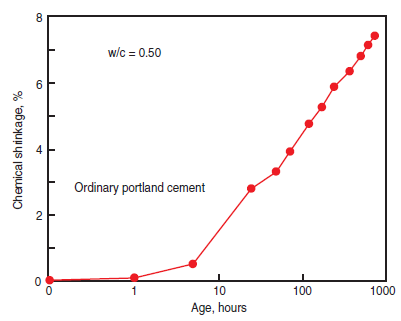 8
w/c = 0.50
6
Chemical shrinkage, %
4
Ordinary portland cement
2
0
0 1 10 100 1000
Age, hours